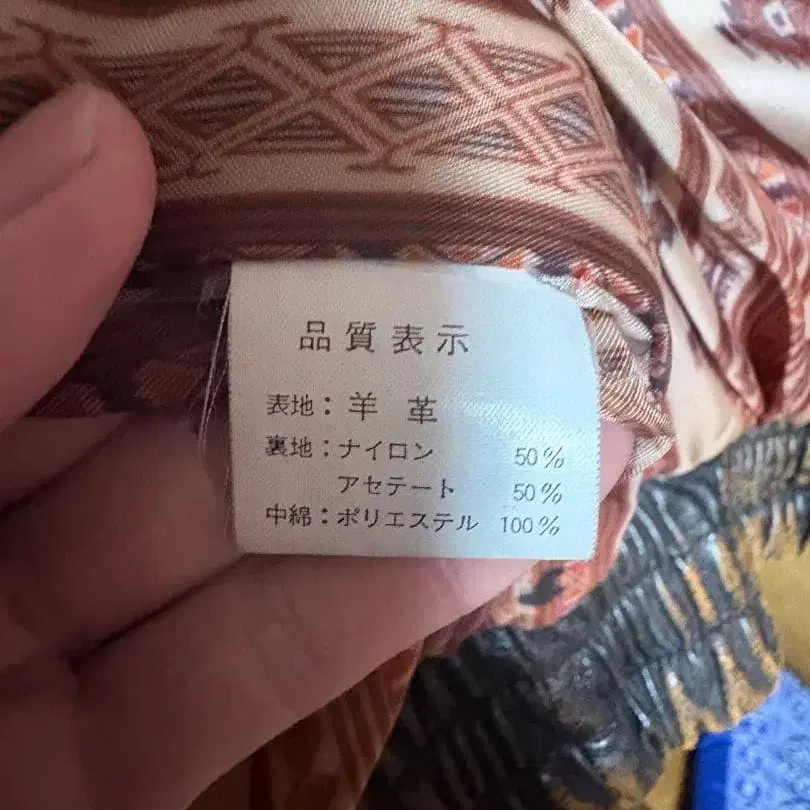 品質表示
表地：羊 革
裏地：ナイロン 50%
アセテート 50%
中綿：ポリエステル 100%